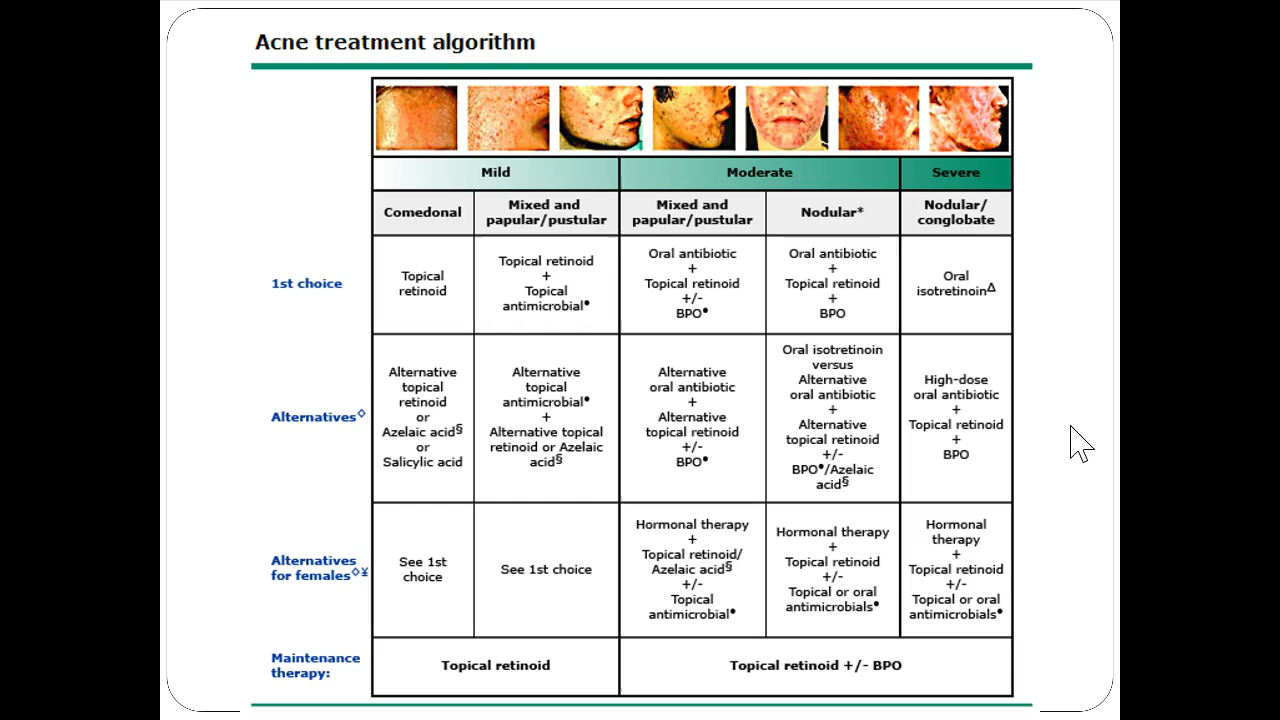 Acne treatment algorithm
Mild
Moderate
Severe
Comedonal
Mixed and
papular/pustular
Mixed and
papular/pustular
Nodular*
Nodular/
conglobate
1st choice
Topical
retinoid
Topical retinoid
+
Topical
antimicrobial•
Oral antibiotic
+
Topical retinoid
+/-
BPO•
Oral antibiotic
+
Topical retinoid
+
BPO
Oral
isotretinoinΔ
Alternatives◇
Alternative
topical
retinoid
or
Azelaic acid§
or
Salicylic acid
Alternative
topical
antimicrobial•
+
Alternative topical
retinoid or Azelaic
acid§
Alternative
oral antibiotic
+
Alternative
topical retinoid
+/-
BPO•
Oral isotretinoin
versus
Alternative
oral antibiotic
+
Alternative
topical retinoid
+/-
BPO•/Azelaic
acid§
High-dose
oral antibiotic
+
Topical retinoid
+
BPO
Alternatives
for females◇¥
See 1st
choice
See 1st choice
Hormonal therapy
+
Topical retinoid/
Azelaic acid§
+/-
Topical
antimicrobial•
Hormonal therapy
+
Topical retinoid
+/-
Topical or oral
antimicrobials•
Hormonal
therapy
+
Topical retinoid
+/-
Topical or oral
antimicrobials•
Maintenance
therapy:
Topical retinoid
Topical retinoid +/- BPO